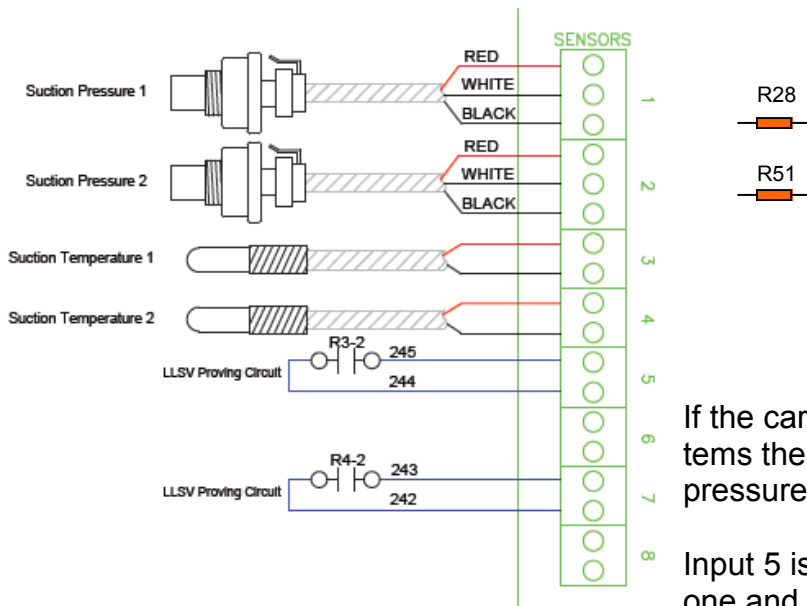 SENSORS
Suction Pressure 1
RED
WHITE
BLACK
1
Suction Pressure 2
RED
WHITE
BLACK
2
Suction Temperature 1
3
Suction Temperature 2
4
LLSV Proving Circuit
R3-2
245
244
5
6
LLSV Proving Circuit
R4-2
243
242
7
8
R28
R51
If the car
tems the
pressure
Input 5 is
one and